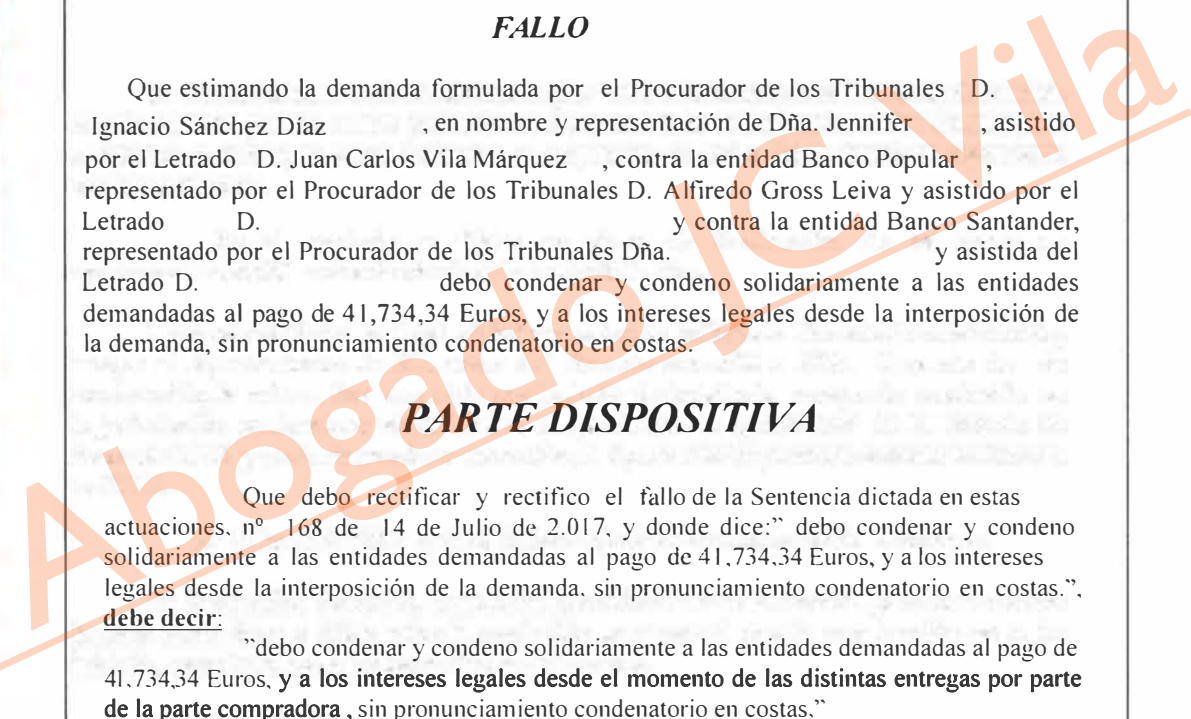 FALLO
Que estimando la demanda formulada por el Procurador de los Tribunales D.
Ignacio Sánchez Díaz , en nombre y representación de Dña. Jennifer , asistido
por el Letrado D. Juan Carlos Vila Márquez , contra la entidad Banco Popular ,
representado por el Procurador de los Tribunales D. Alfiredo Gross Leiva y asistido por el
Letrado D. y contra la entidad Banco Santander,
representado por el Procurador de los Tribunales Dña. y asistida del
Letrado D. debo condenar y condeno solidariamente a las entidades
demandadas al pago de 41,734,34 Euros, y a los intereses legales desde la interposición de
la demanda, sin pronunciamiento condenatorio en costas.
PARTE DISPOSITIVA
Que debo rectificar y rectifico el fallo de la Sentencia dictada en estas
actuaciones, nº 168 de 14 de Julio de 2.017, y donde dice:” debo condenar y condeno
solidariamente a las entidades demandadas al pago de 41,734,34 Euros, y a los intereses
legales desde la interposición de la demanda, sin pronunciamiento condenatorio en costas.”,
debe decir:
”debo condenar y condeno solidariamente a las entidades demandadas al pago de
41.734,34 Euros, y a los intereses legales desde el momento de las distintas entregas por parte
de la parte compradora , sin pronunciamiento condenatorio en costas,”
Abogado JC Vila